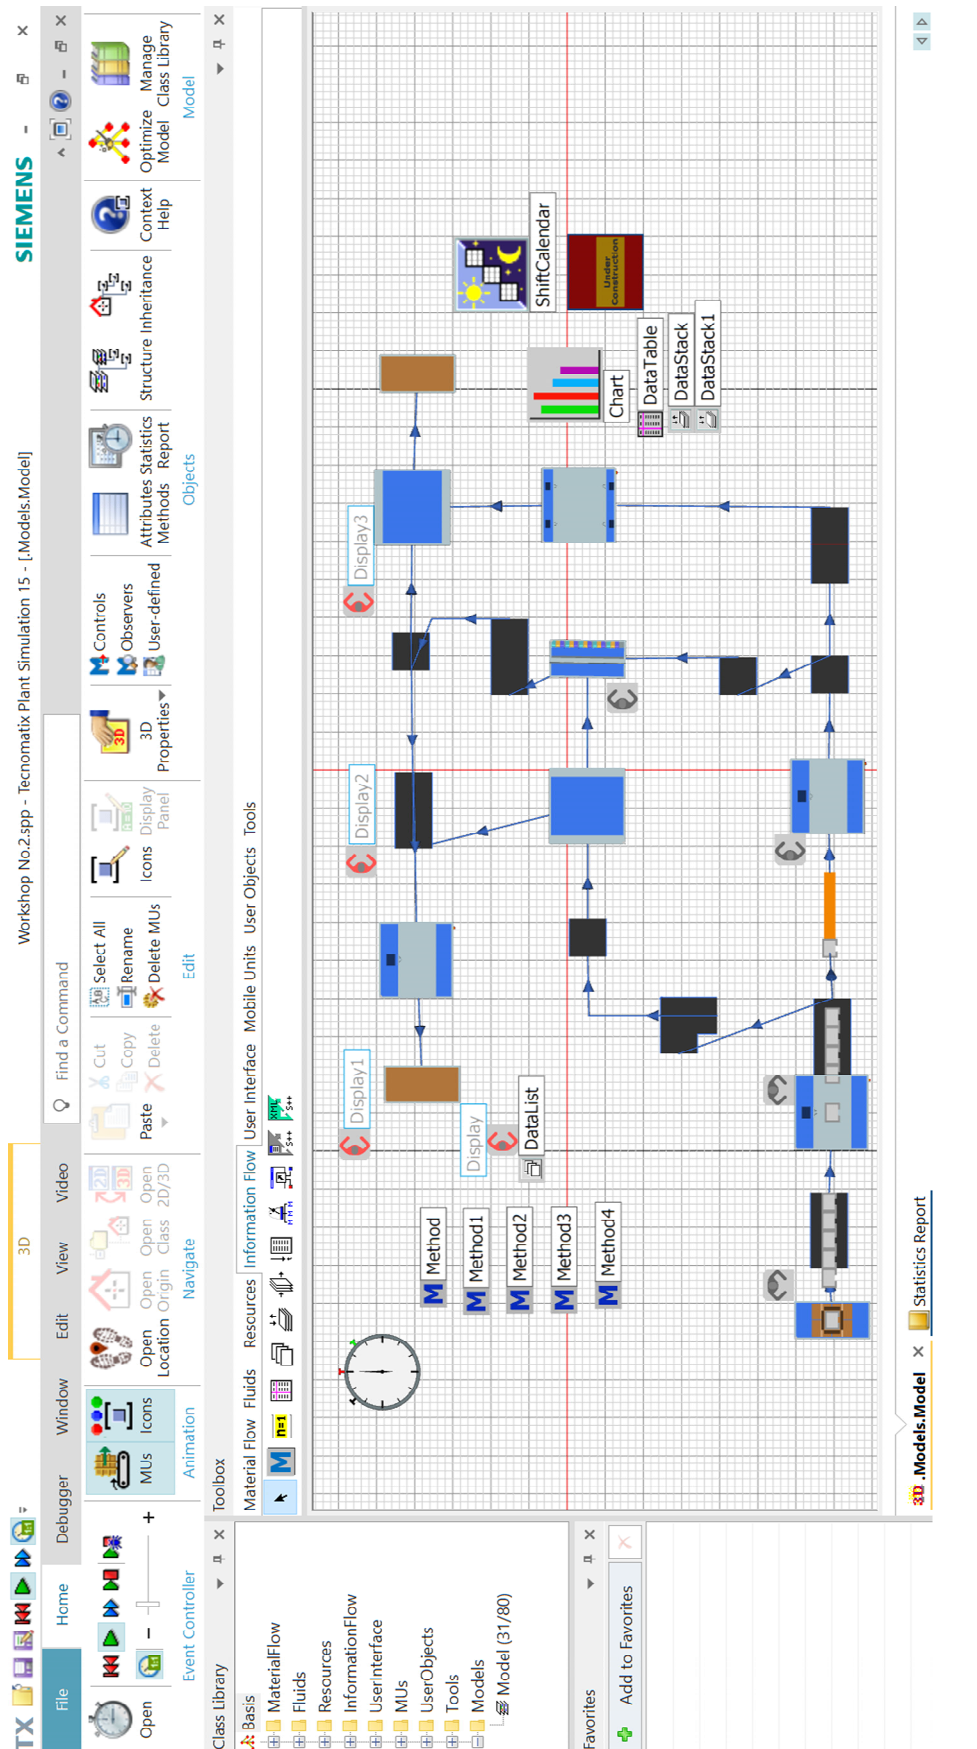 Workshop No.2.spp - Tecnomatix Plant Simulation 15 - [.Models.Model]
SIEMENS
TX
3D
File
Home
Debugger
Window
Edit
View
Video
Find a Command
Open
Event Controller
MUs
Icons
Animation
Open Location
Open Origin
Open Class
Open 2D/3D
Navigate
Paste
Cut
Copy
Delete
Select All
Rename
Delete MUs
Edit
Icons
Display Panel
3D Properties
Controls
Observers
User-defined
Attributes
Methods
Statistics Report
Objects
Structure
Inheritance
Context Help
Optimize Model
Manage Class Library
Model
Class Library
Basis
MaterialFlow
Fluids
Resources
InformationFlow
UserInterface
MUs
UserObjects
Tools
Models
Model (31/80)
Favorites
Add to Favorites
Toolbox
Material Flow
Fluids
Resources
Information Flow
User Interface
Mobile Units
User Objects
Tools
M
n=1
S++
XML
S++
Display1
Display2
Display3
Display
DataList
M Method
M Method1
M Method2
M Method3
M Method4
ShiftCalendar
Under Construction
Chart
DataTable
DataStack
DataStack1
3D .Models.Model
Statistics Report